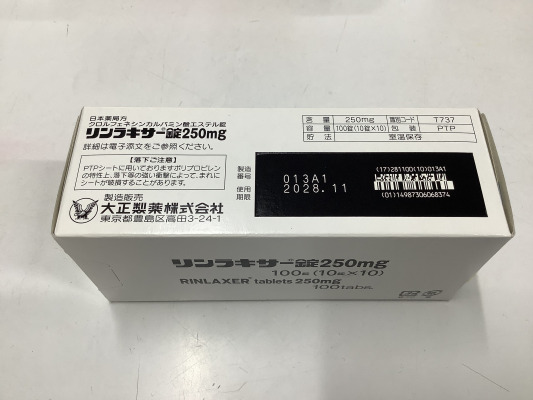 日本薬局方
クロルフェネシンカルバミン酸エステル錠
リンラキサー錠250mg
詳細は電子添文をご参照ください。
【落下ご注意】
PTPシートに用いておりますポリプロピレン
の特性上、落下等の強い衝撃によって、まれに
シートが破損することがあります。
製造販売
大正製薬株式会社
東京都豊島区高田3-24-1
含量 250mg 識別コード T737
容量 100錠(10錠×10) 包装 PTP
貯法 室温保存
製造番号 013A1
使用期限 2028.11
(17)281100(10)013A1
(01)14987306068374
リンラキサー錠250mg
100錠(10錠×10)
RINLAXER tablets 250mg
100tabs.